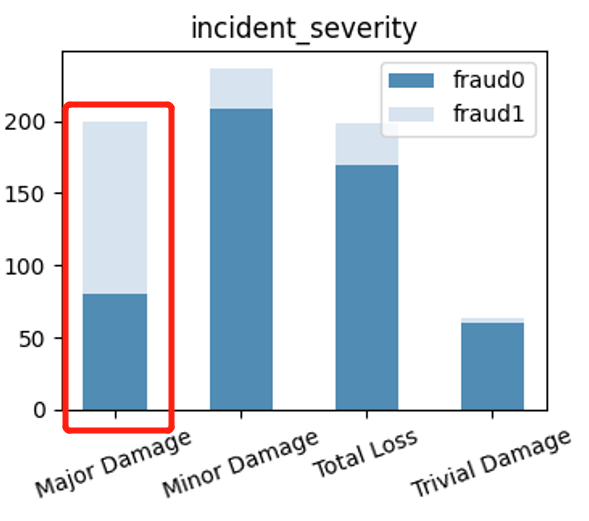 incident_severity
fraud0
fraud1
200
150
100
50
0
Major Damage
Minor Damage
Total Loss
Trivial Damage